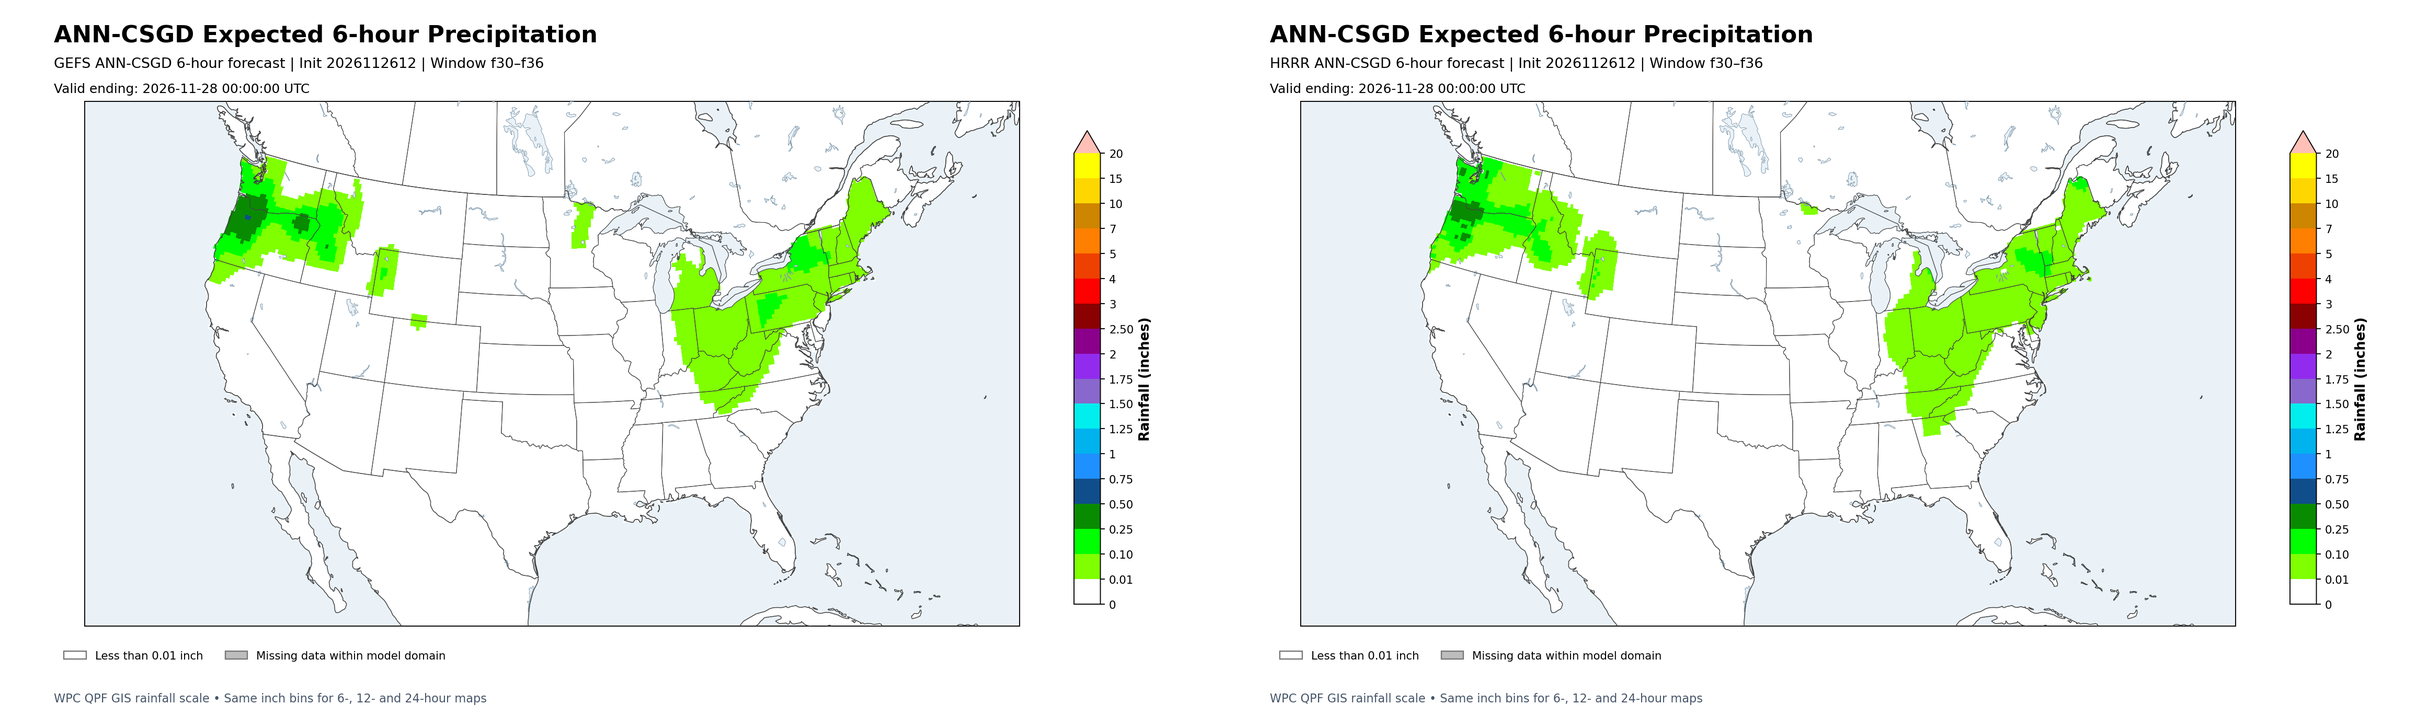 ANN-CSGD Expected 6-hour Precipitation
GEFS ANN-CSGD 6-hour forecast | Init 2026112612 | Window f30–f36
Valid ending: 2026-11-28 00:00:00 UTC
20
15
10
7
5
4
3
2.50
2
1.75
1.50
1.25
1
0.75
0.50
0.25
0.10
0.01
0
Rainfall (inches)
Less than 0.01 inch
Missing data within model domain
WPC QPF GIS rainfall scale • Same inch bins for 6-, 12- and 24-hour maps
ANN-CSGD Expected 6-hour Precipitation
HRRR ANN-CSGD 6-hour forecast | Init 2026112612 | Window f30–f36
Valid ending: 2026-11-28 00:00:00 UTC
20
15
10
7
5
4
3
2.50
2
1.75
1.50
1.25
1
0.75
0.50
0.25
0.10
0.01
0
Rainfall (inches)
Less than 0.01 inch
Missing data within model domain
WPC QPF GIS rainfall scale • Same inch bins for 6-, 12- and 24-hour maps